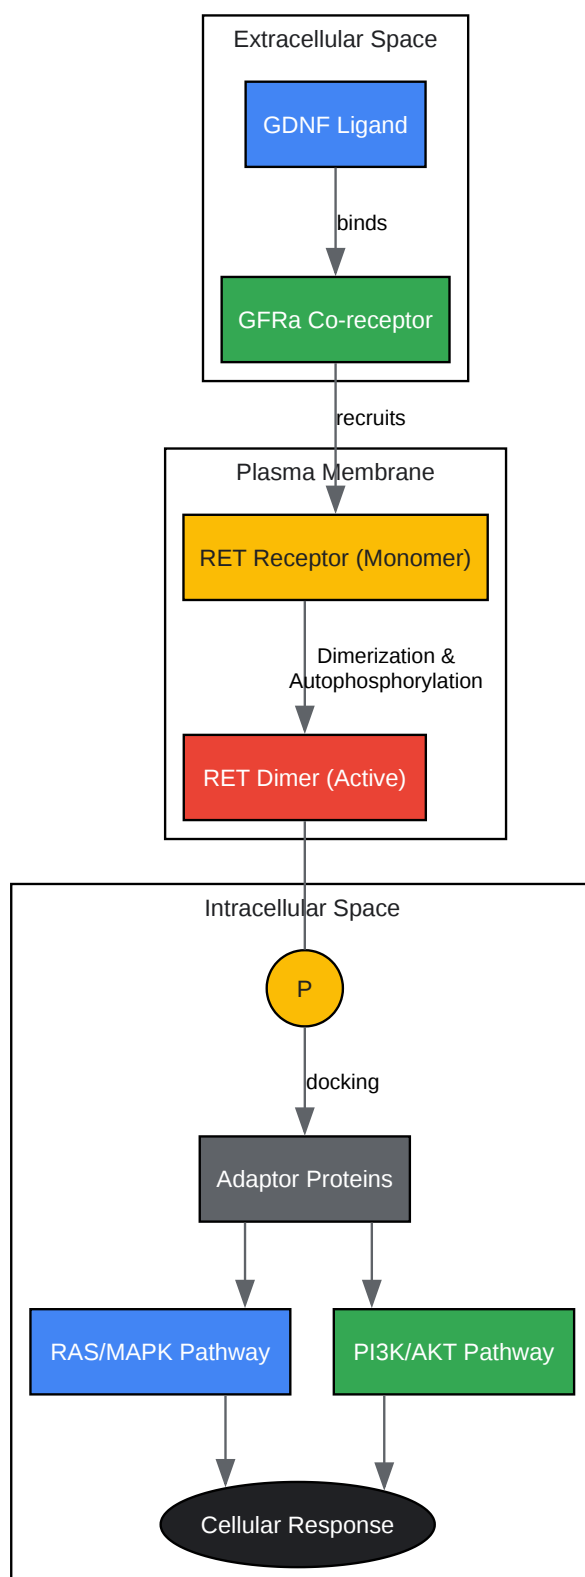 Extracellular Space
GDNF Ligand
binds
GFRa Co-receptor
recruits
Plasma Membrane
RET Receptor (Monomer)
Dimerization &
Autophosphorylation
RET Dimer (Active)
Intracellular Space
P
docking
Adaptor Proteins
RAS/MAPK Pathway
PI3K/AKT Pathway
Cellular Response